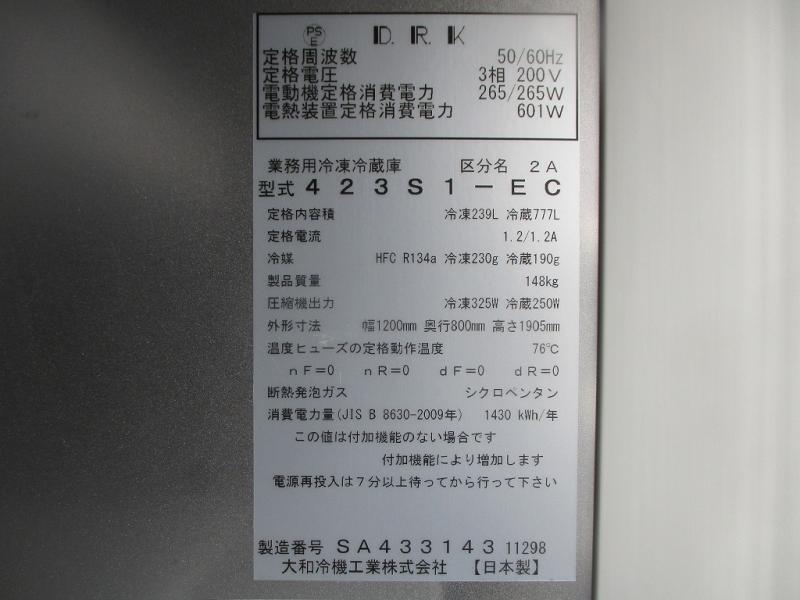 PS
E
D.R.K
定格周波数 50/60Hz
定格電圧 3相 200V
電動機定格消費電力 265/265W
電熱装置定格消費電力 601W
業務用冷凍冷蔵庫 区分名 2A
型式 423S1-EC
定格内容積 冷凍239L 冷蔵777L
定格電流 1.2/1.2A
冷媒 HFC R134a 冷凍230g 冷蔵190g
製品質量 148kg
圧縮機出力 冷凍325W 冷蔵250W
外形寸法 幅1200mm 奥行800mm 高さ1905mm
温度ヒューズの定格動作温度 76℃
nF=0 nR=0 dF=0 dR=0
断熱発泡ガス シクロペンタン
消費電力量(JIS B 8630-2009年) 1430 kWh/年
この値は付加機能のない場合です
付加機能により増加します
電源再投入は7分以上待ってから行って下さい
製造番号 SA433143 11298
大和冷機工業株式会社 【日本製】